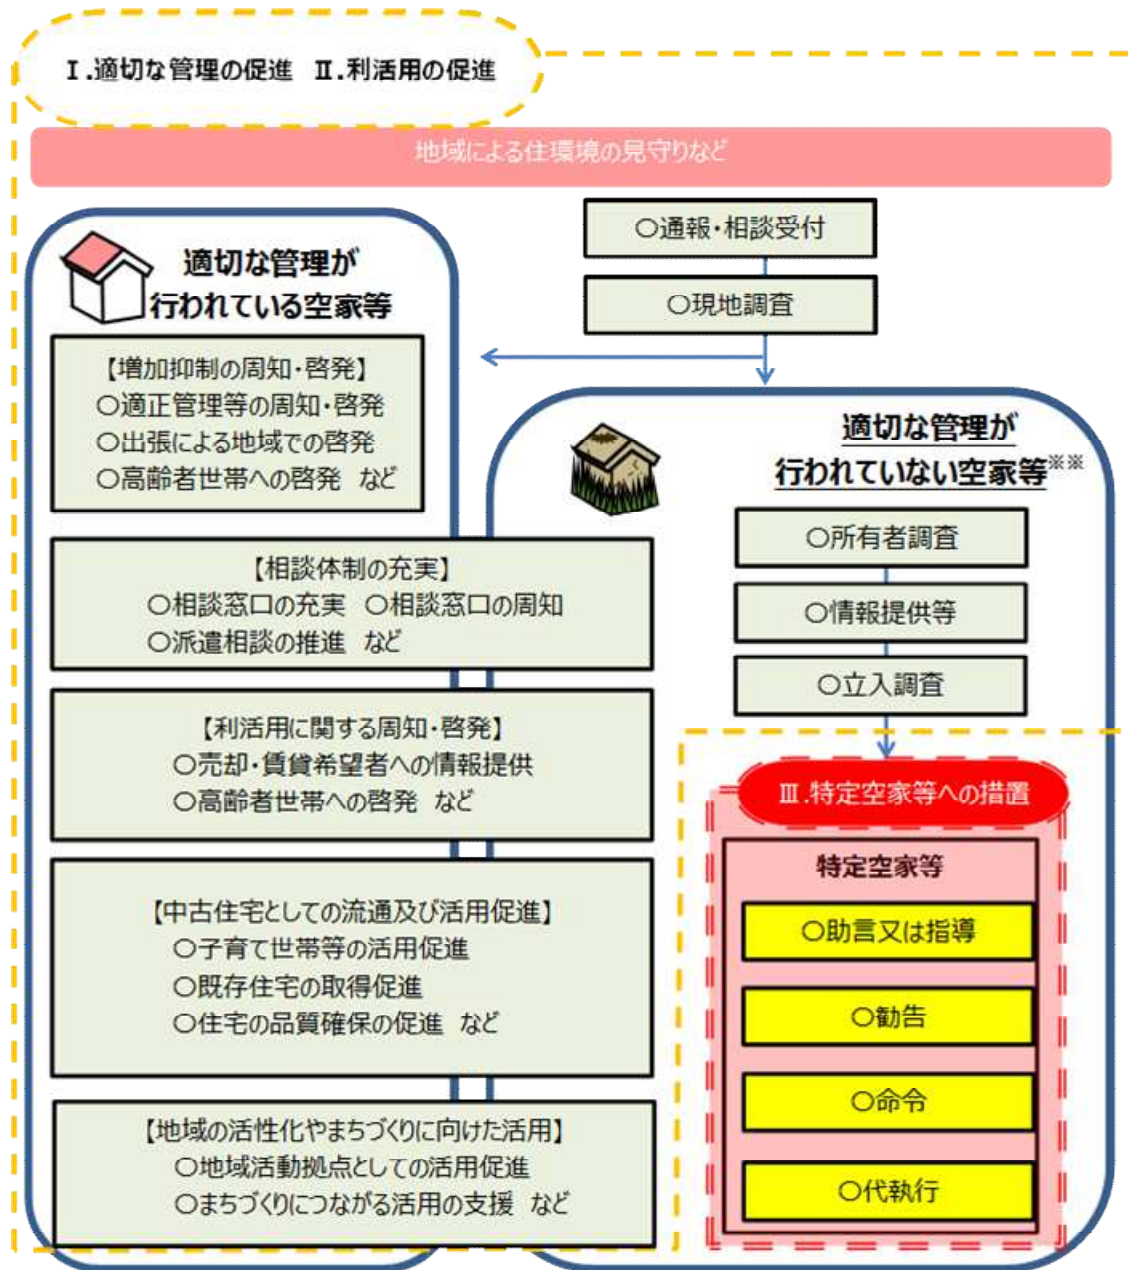 Ⅰ.適切な管理の促進 Ⅱ.利活用の促進
地域による住環境の見守りなど
○通報・相談受付
○現地調査
適切な管理が
行われている空家等
【増加抑制の周知・啓発】
○適正管理等の周知・啓発
○出張による地域での啓発
○高齢者世帯への啓発 など
【相談体制の充実】
○相談窓口の充実 ○相談窓口の周知
○派遣相談の推進 など
【利活用に関する周知・啓発】
○売却・賃貸希望者への情報提供
○高齢者世帯への啓発 など
【中古住宅としての流通及び活用促進】
○子育て世帯等の活用促進
○既存住宅の取得促進
○住宅の品質確保の促進 など
【地域の活性化やまちづくりに向けた活用】
○地域活動拠点としての活用促進
○まちづくりにつながる活用の支援 など
適切な管理が
行われていない空家等※※
○所有者調査
○情報提供等
○立入調査
Ⅲ.特定空家等への措置
特定空家等
○助言又は指導
○勧告
○命令
○代執行